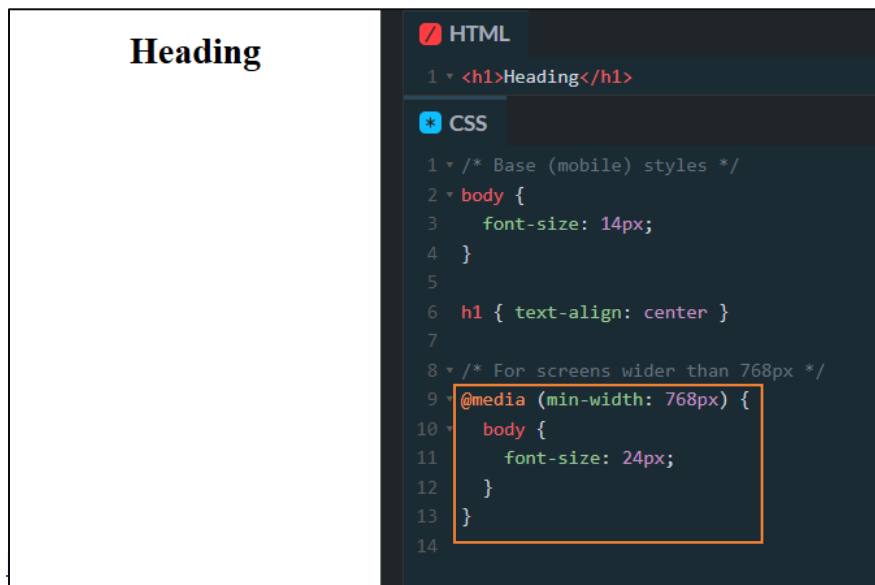 Heading
HTML
1 <h1>Heading</h1>
CSS
1 /* Base (mobile) styles */
2 body {
3 font-size: 14px;
4 }
5
6 h1 { text-align: center }
7
8 /* For screens wider than 768px */
9 @media (min-width: 768px) {
10 body {
11 font-size: 24px;
12 }
13 }
14